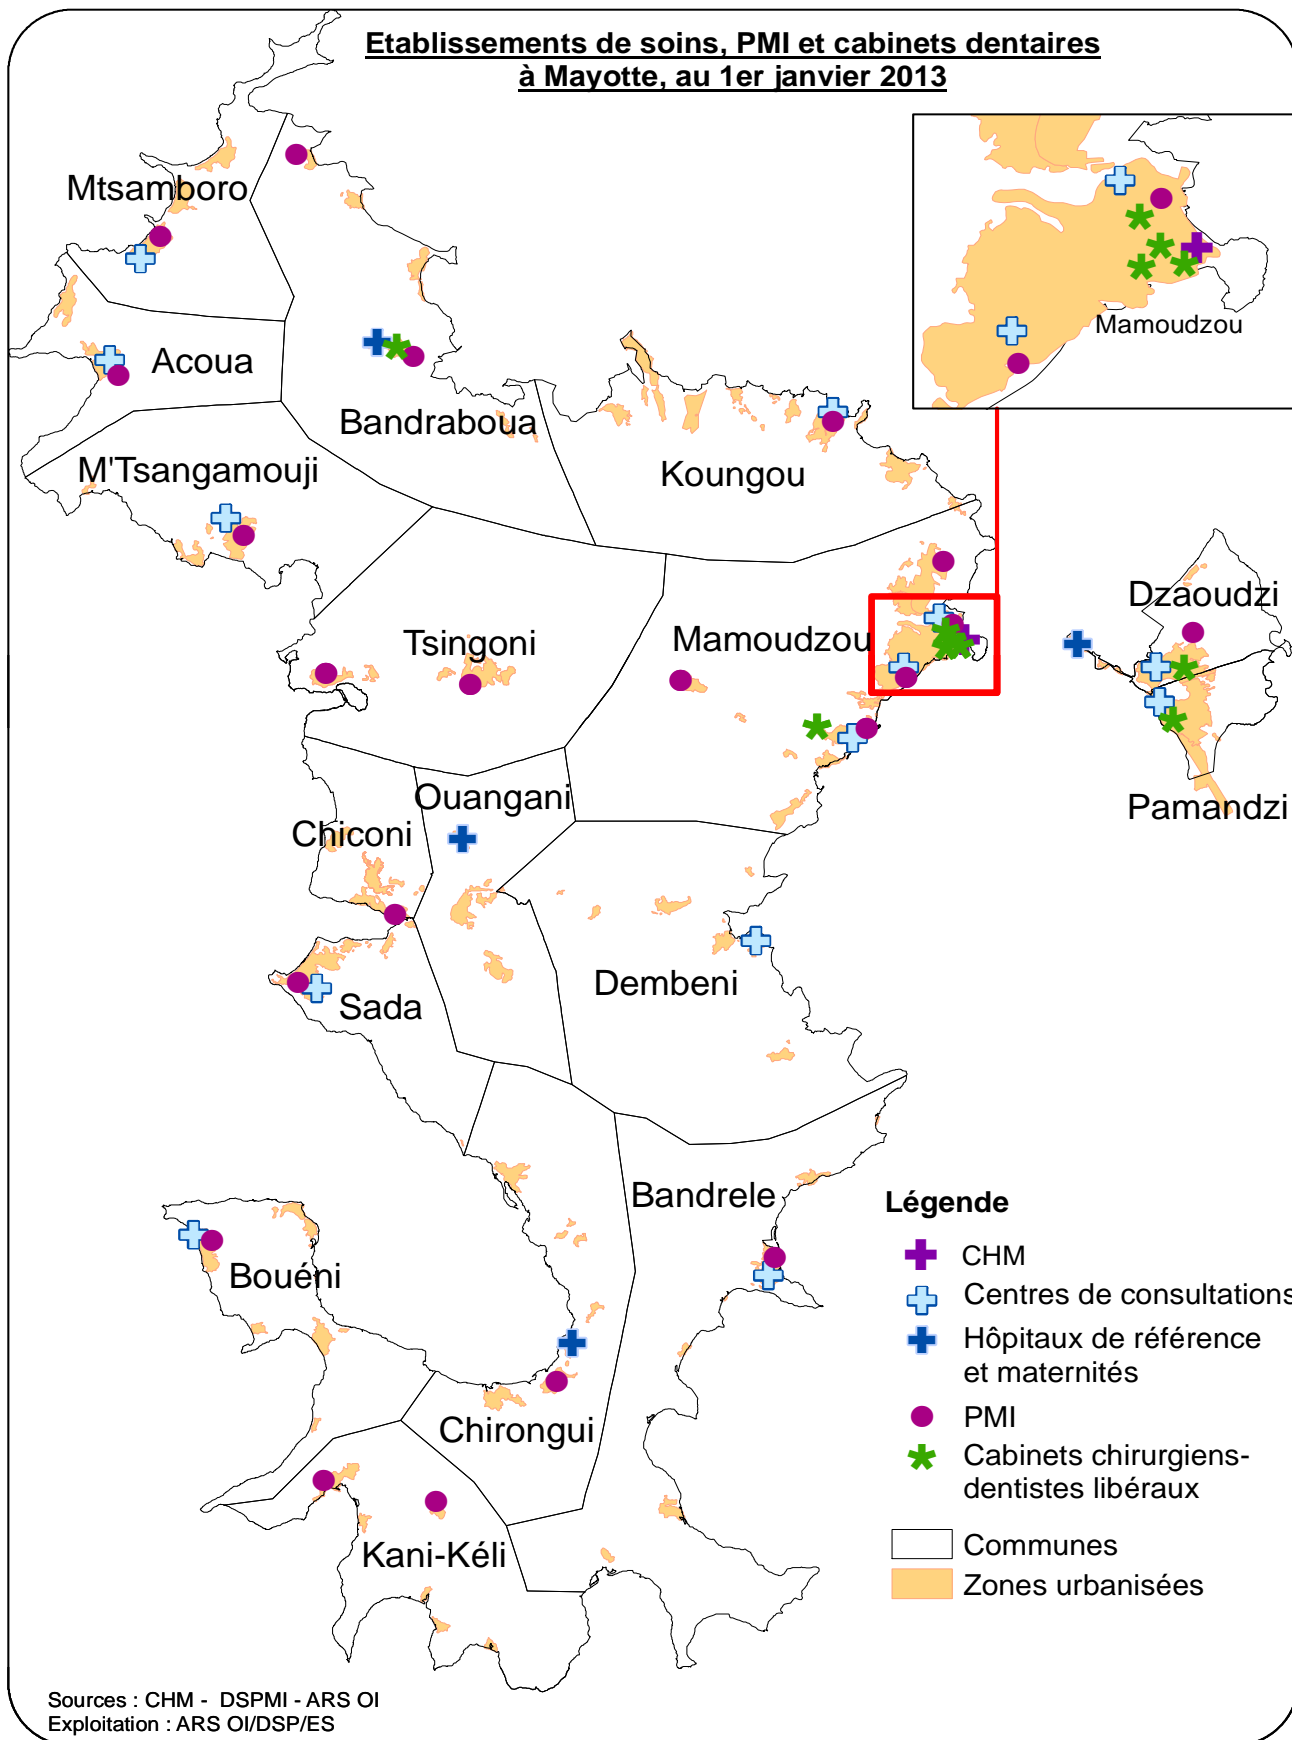 Etablissements de soins, PMI et cabinets dentaires
à Mayotte, au 1er janvier 2013
Mtsamboro
Mamoudzou
Acoua
Bandraboua
M'Tsangamouji
Koungou
Dzaoudzi
Tsingoni
Mamoudzou
Ouangani
Pamandzi
Chiconi
Dembeni
Sada
Bandrele
Bouéni
Chirongui
Kani-Kéli
Légende
CHM
Centres de consultations
Hôpitaux de référence
et maternités
PMI
Cabinets chirurgiens-
dentistes libéraux
Communes
Zones urbanisées
Sources : CHM - DSPMI - ARS OI
Exploitation : ARS OI/DSP/ES